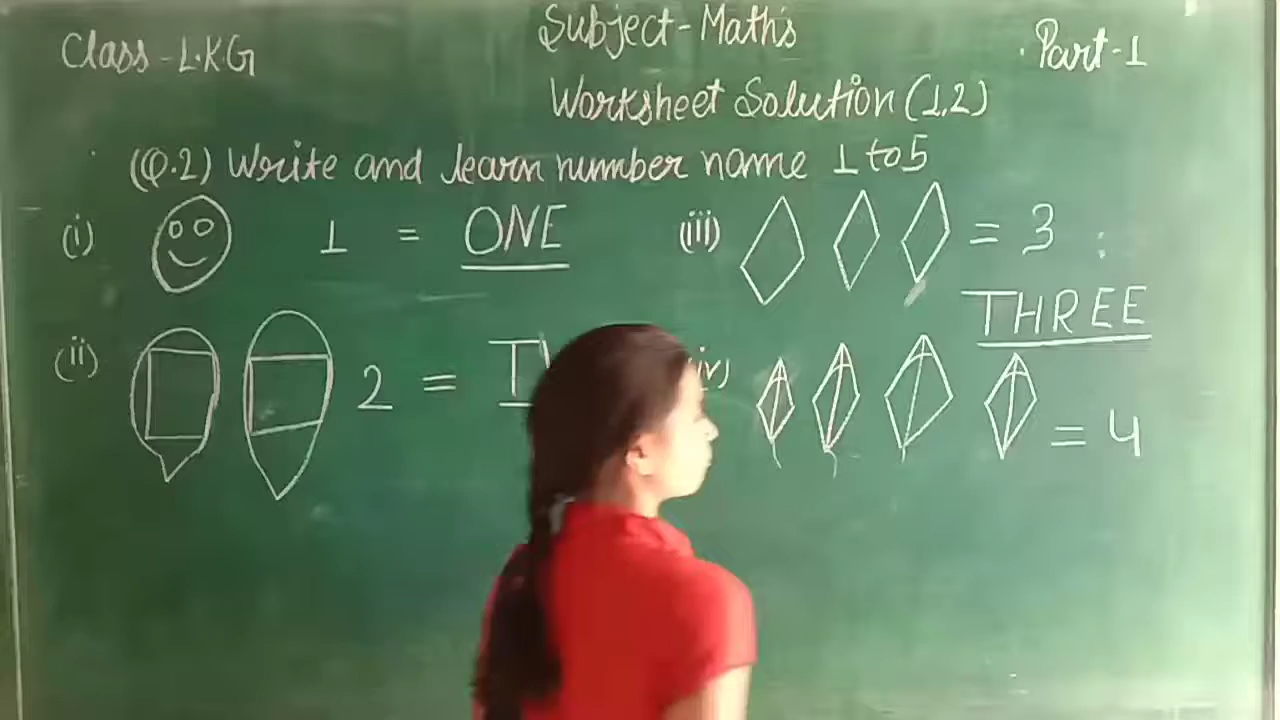 Class - L.K.G
Subject - Maths
Part - 1
Worksheet Solution (1,2)
(Q.2) Write and learn number name 1 to 5
(i) 1 = ONE
(ii) 2 =
(iii) = 3
THREE
(iv) = 4